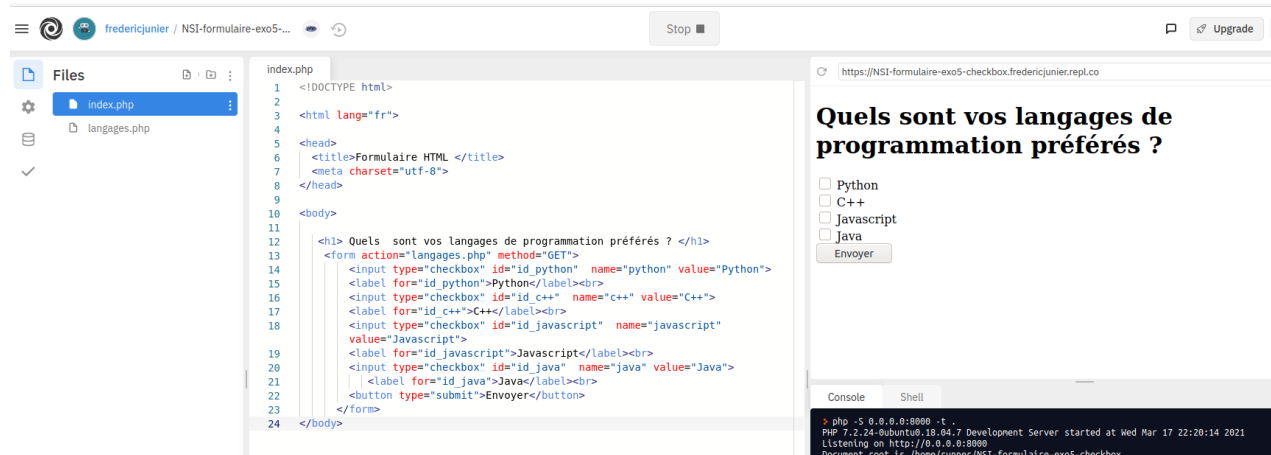 fredericjunier / NSI-formulaire-exo5-...
Stop
Upgrade
Files
index.php
langages.php
index.php
1 <!DOCTYPE html>
2
3 <html lang="fr">
4
5 <head>
6 <title>Formulaire HTML </title>
7 <meta charset="utf-8">
8 </head>
9
10 <body>
11
12 <h1> Quels  sont vos langages de programmation préférés ? </h1>
13 <form action="langages.php" method="GET">
14 <input type="checkbox" id="id_python"  name="python" value="Python">
15 <label for="id_python">Python</label><br>
16 <input type="checkbox" id="id_c++"  name="c++" value="C++">
17 <label for="id_c++">C++</label><br>
18 <input type="checkbox" id="id_javascript"  name="javascript"
value="Javascript">
19 <label for="id_javascript">Javascript</label><br>
20 <input type="checkbox" id="id_java"  name="java" value="Java">
21 <label for="id_java">Java</label><br>
22 <button type="submit">Envoyer</button>
23 </form>
24 </body>
https://NSI-formulaire-exo5-checkbox.fredericjunier.repl.co
Quels sont vos langages de
programmation préférés ?
Python
C++
Javascript
Java
Envoyer
Console Shell
> php -S 0.0.0.0:8000 -t .
PHP 7.2.24-0ubuntu0.18.04.7 Development Server started at Wed Mar 17 22:20:14 2021
Listening on http://0.0.0.0:8000
Document root is /home/runner/NSI-formulaire-exo5-checkbox